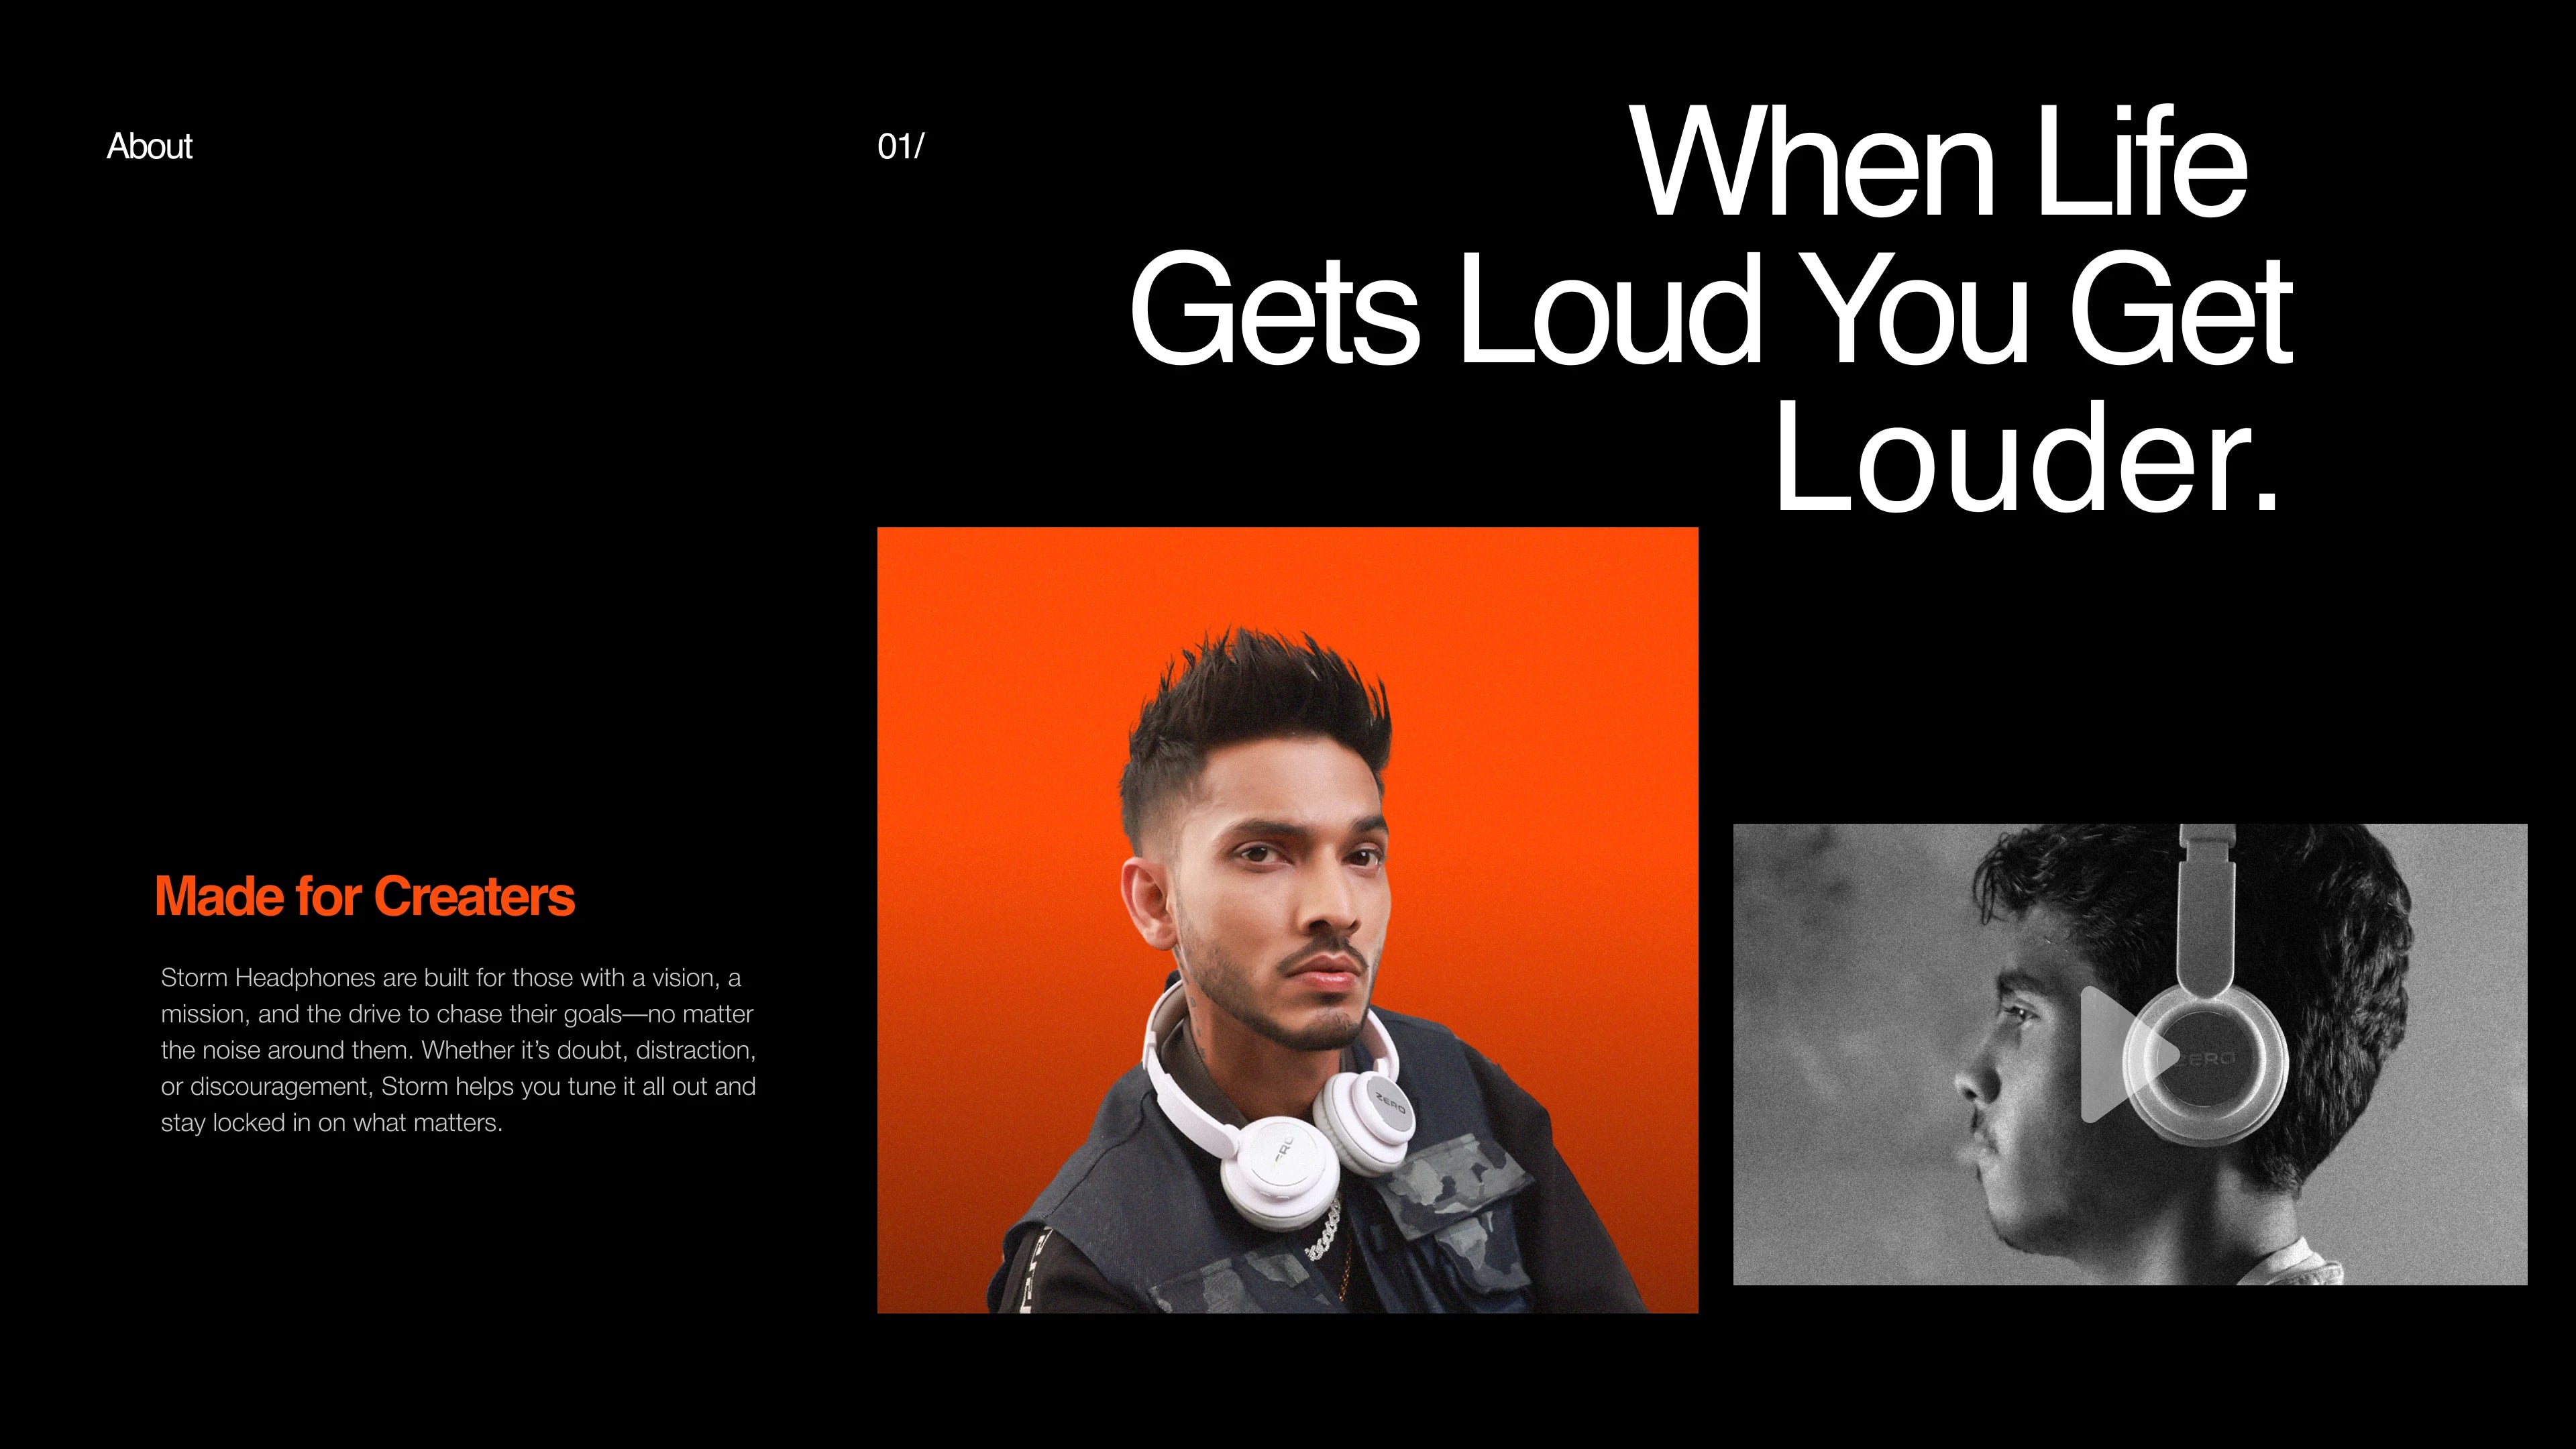 About
01/
When Life
Gets Loud You Get
Louder.
Made for Creaters
Storm Headphones are built for those with a vision, a
mission, and the drive to chase their goals—no matter
the noise around them. Whether it’s doubt, distraction,
or discouragement, Storm helps you tune it all out and
stay locked in on what matters.
ZERO
ZERO